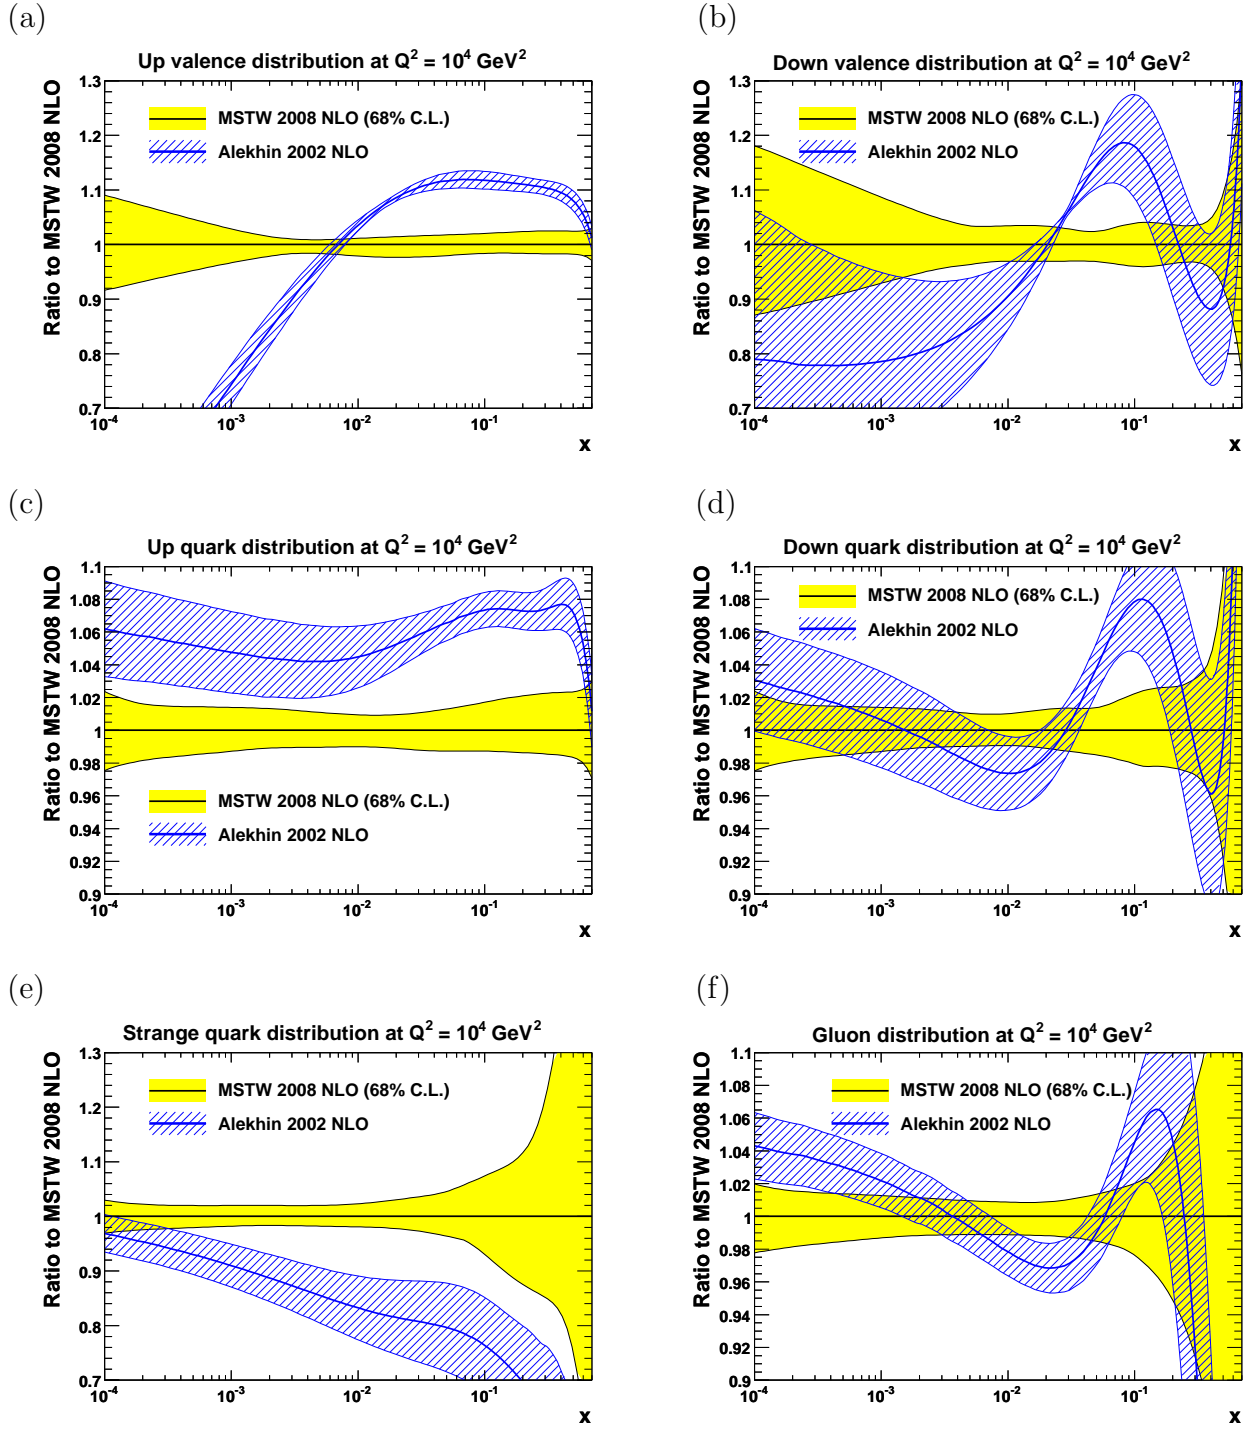 (a)
Up valence distribution at Q² = 10⁴ GeV²
Ratio to MSTW 2008 NLO
1.3
1.2
1.1
1
0.9
0.8
0.7
MSTW 2008 NLO (68% C.L.)
Alekhin 2002 NLO
10⁻⁴ 10⁻³ 10⁻² 10⁻¹
x
(b)
Down valence distribution at Q² = 10⁴ GeV²
Ratio to MSTW 2008 NLO
1.3
1.2
1.1
1
0.9
0.8
0.7
MSTW 2008 NLO (68% C.L.)
Alekhin 2002 NLO
10⁻⁴ 10⁻³ 10⁻² 10⁻¹
x
(c)
Up quark distribution at Q² = 10⁴ GeV²
Ratio to MSTW 2008 NLO
1.1
1.08
1.06
1.04
1.02
1
0.98
0.96
0.94
0.92
0.9
MSTW 2008 NLO (68% C.L.)
Alekhin 2002 NLO
10⁻⁴ 10⁻³ 10⁻² 10⁻¹
x
(d)
Down quark distribution at Q² = 10⁴ GeV²
Ratio to MSTW 2008 NLO
1.1
1.08
1.06
1.04
1.02
1
0.98
0.96
0.94
0.92
0.9
MSTW 2008 NLO (68% C.L.)
Alekhin 2002 NLO
10⁻⁴ 10⁻³ 10⁻² 10⁻¹
x
(e)
Strange quark distribution at Q² = 10⁴ GeV²
Ratio to MSTW 2008 NLO
1.3
1.2
1.1
1
0.9
0.8
0.7
MSTW 2008 NLO (68% C.L.)
Alekhin 2002 NLO
10⁻⁴ 10⁻³ 10⁻² 10⁻¹
x
(f)
Gluon distribution at Q² = 10⁴ GeV²
Ratio to MSTW 2008 NLO
1.1
1.08
1.06
1.04
1.02
1
0.98
0.96
0.94
0.92
0.9
MSTW 2008 NLO (68% C.L.)
Alekhin 2002 NLO
10⁻⁴ 10⁻³ 10⁻² 10⁻¹
x